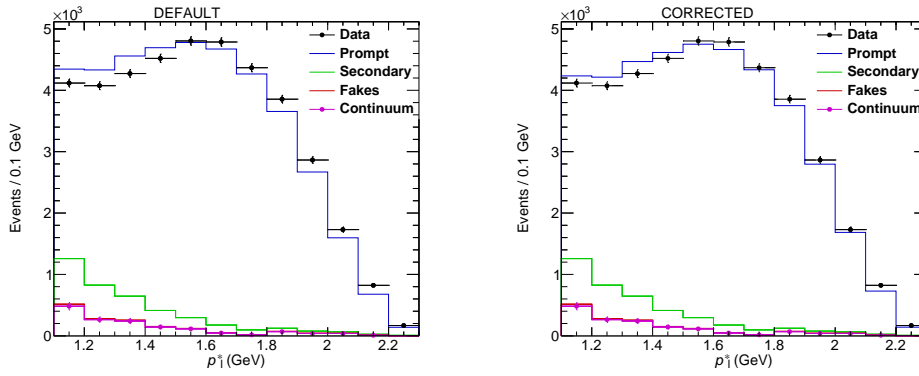 DEFAULT
×10³
Events / 0.1 GeV
5
4
3
2
1
0
Data
Prompt
Secondary
Fakes
Continuum
1.2 1.4 1.6 1.8 2 2.2
p*l (GeV)
CORRECTED
×10³
Events / 0.1 GeV
5
4
3
2
1
0
Data
Prompt
Secondary
Fakes
Continuum
1.2 1.4 1.6 1.8 2 2.2
p*l (GeV)